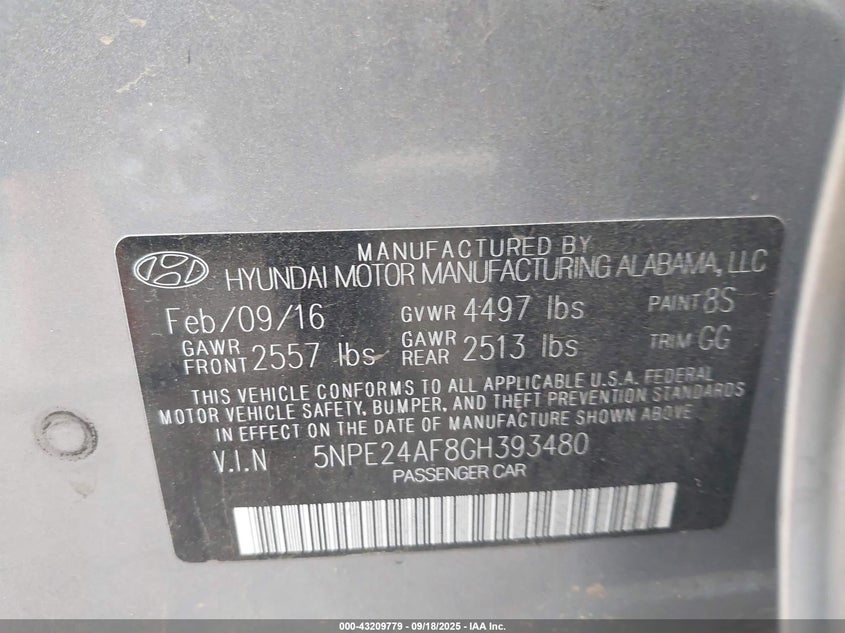 MANUFACTURED BY
HYUNDAI MOTOR MANUFACTURING ALABAMA, LLC
Feb/09/16 GVWR 4497 lbs PAINT 8S
GAWR FRONT 2557 lbs GAWR REAR 2513 lbs TRIM GG
THIS VEHICLE CONFORMS TO ALL APPLICABLE U.S.A. FEDERAL
MOTOR VEHICLE SAFETY, BUMPER, AND THEFT PREVENTION STANDARDS
IN EFFECT ON THE DATE OF MANUFACTURE SHOWN ABOVE
V.I.N 5NPE24AF8GH393480
PASSENGER CAR
000-43209779 - 09/18/2025 - IAA Inc.